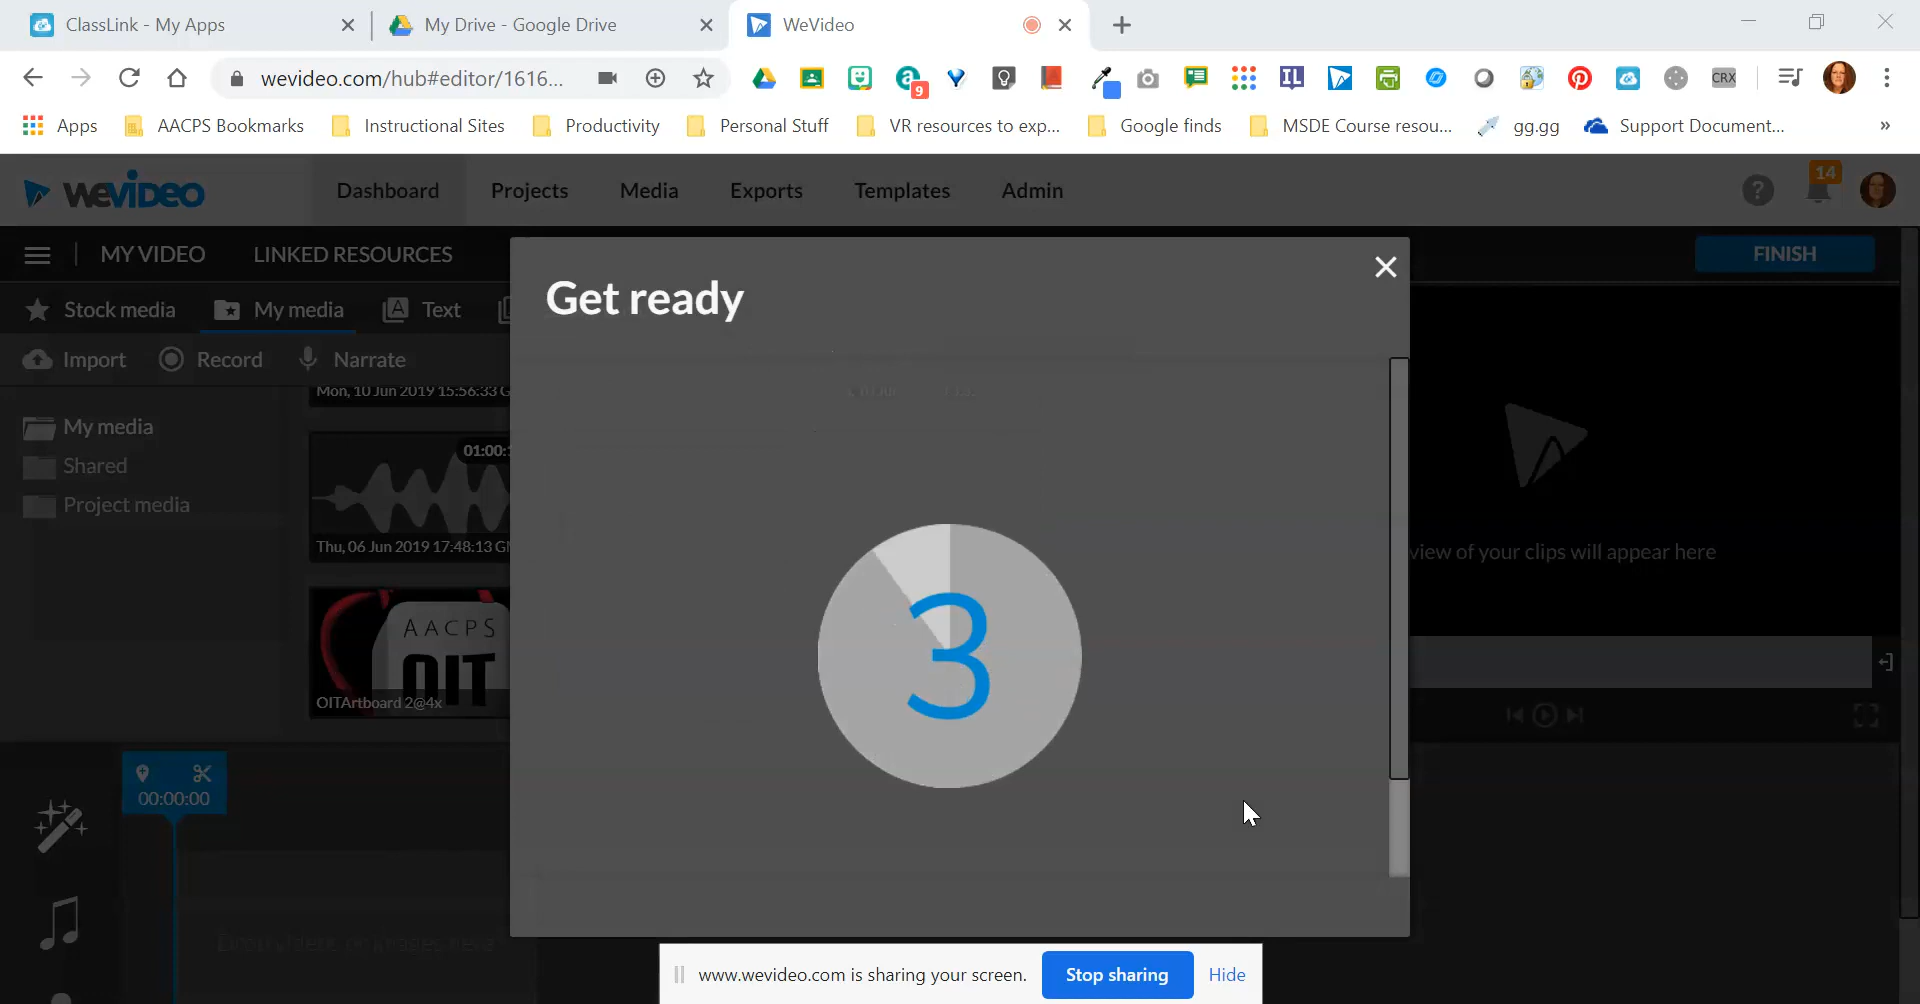 ClassLink - My Apps
My Drive - Google Drive
WeVideo
wevideo.com/hub#editor/1616...
9
IL
CRX
Apps
AACPS Bookmarks
Instructional Sites
Productivity
Personal Stuff
VR resources to exp...
Google finds
MSDE Course resou...
gg.gg
Support Document...
»
WEVIDEO
Dashboard
Projects
Media
Exports
Templates
Admin
?
14
MY VIDEO
LINKED RESOURCES
FINISH
Stock media
My media
Text
Import
Record
Narrate
Get ready
Mon, 10 Jun 2019 15:56:33 G
My media
Shared
Project media
01:00:
Thu, 06 Jun 2019 17:48:13 G
AACPS
OIT
OITArtboard 2@4x
3
view of your clips will appear here
00:00:00
www.wevideo.com is sharing your screen.
Stop sharing
Hide